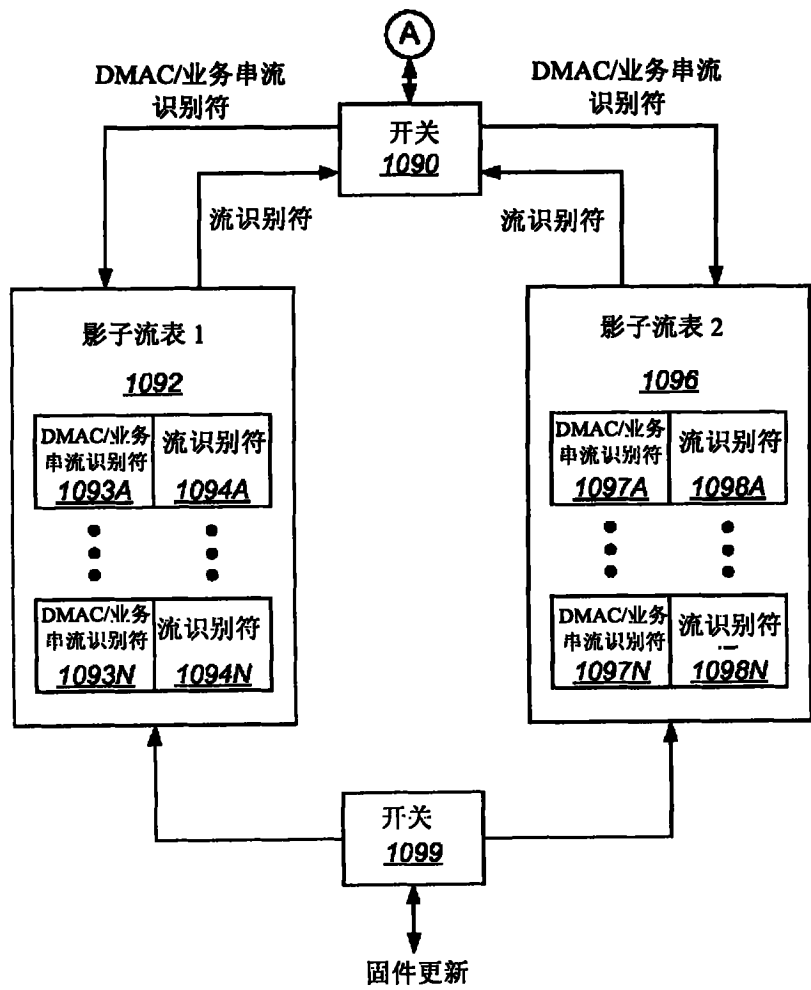 A
DMAC/业务串流
识别符
DMAC/业务串流
识别符
开关
1090
流识别符
流识别符
影子流表 1
1092
DMAC/业务
串流识别符
1093A
流识别符
1094A
DMAC/业务
串流识别符
1093N
流识别符
1094N
影子流表 2
1096
DMAC/业务
串流识别符
1097A
流识别符
1098A
DMAC/业务
串流识别符
1097N
流识别符
1098N
开关
1099
固件更新